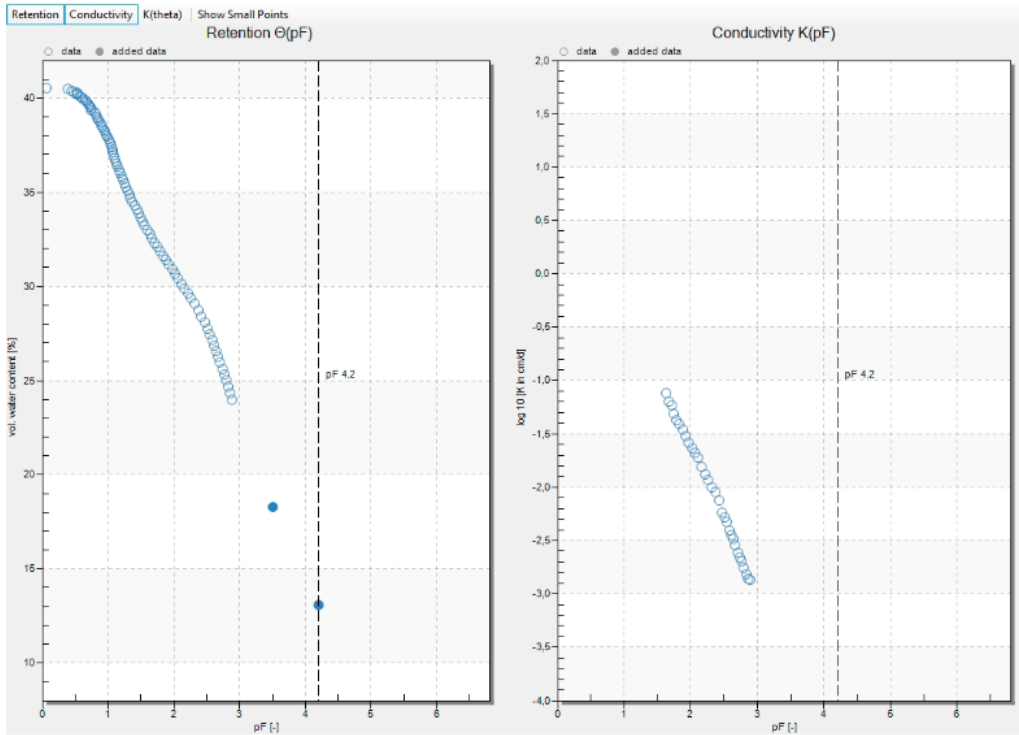 Retention Conductivity K(theta) Show Small Points
Retention Θ(pF)
data added data
40
35
30
25
20
15
10
vol. water content [%]
pF 4.2
0 1 2 3 4 5 6
pF [-]
Conductivity K(pF)
data added data
2,0
1,5
1,0
0,5
0,0
-0,5
-1,0
-1,5
-2,0
-2,5
-3,0
-3,5
-4,0
log 10 [K in cm/d]
pF 4.2
0 1 2 3 4 5 6
pF [-]